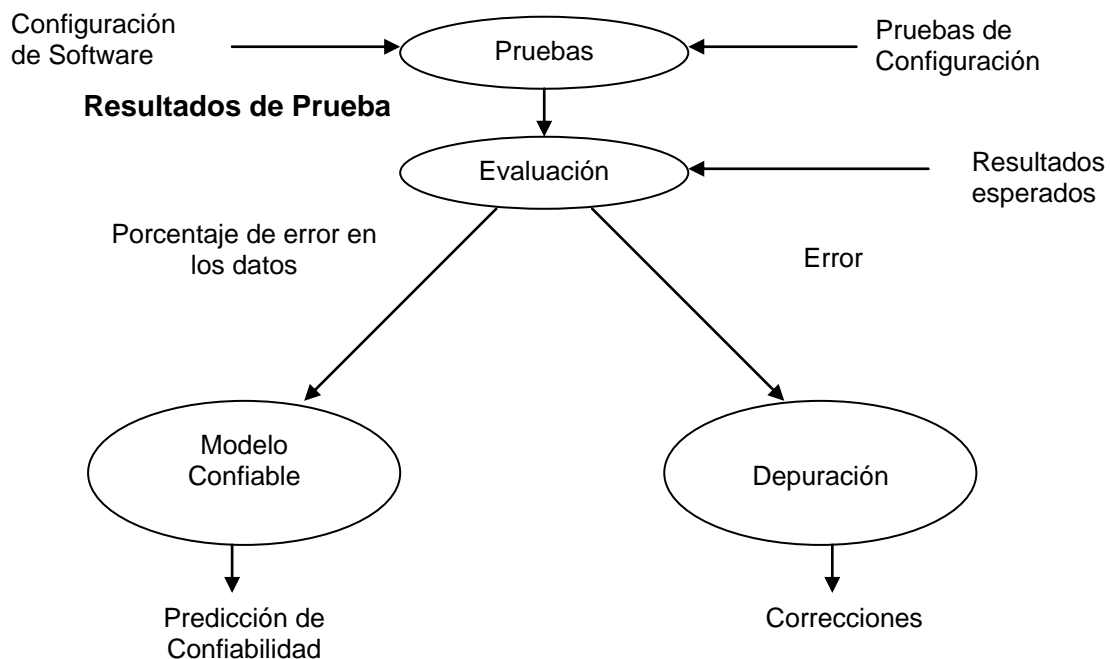 Configuración
de Software
Pruebas
Pruebas de
Configuración
Resultados de Prueba
Evaluación
Resultados
esperados
Porcentaje de error en
los datos
Error
Modelo
Confiable
Depuración
Predicción de
Confiabilidad
Correcciones